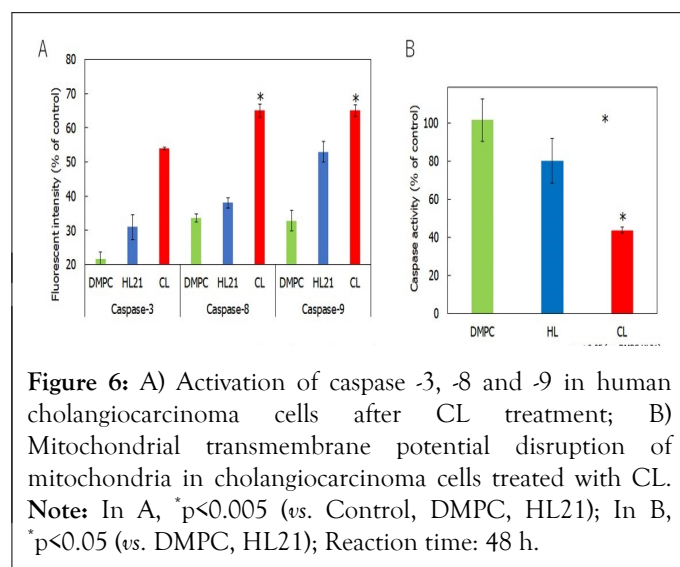 A
B
Fluorescent intensity (% of control)
80
70
60
50
40
30
20
*
*
DMPC HL21 CL DMPC HL21 CL DMPC HL21 CL
Caspase-3 Caspase-8 Caspase-9
Caspase activity (% of control)
100
80
60
40
20
0
*
*
DMPC HL CL
Figure 6: A) Activation of caspase -3, -8 and -9 in human
cholangiocarcinoma cells after CL treatment; B)
Mitochondrial transmembrane potential disruption of
mitochondria in cholangiocarcinoma cells treated with CL.
Note: In A, *p<0.005 (vs. Control, DMPC, HL21); In B,
*p<0.05 (vs. DMPC, HL21); Reaction time: 48 h.